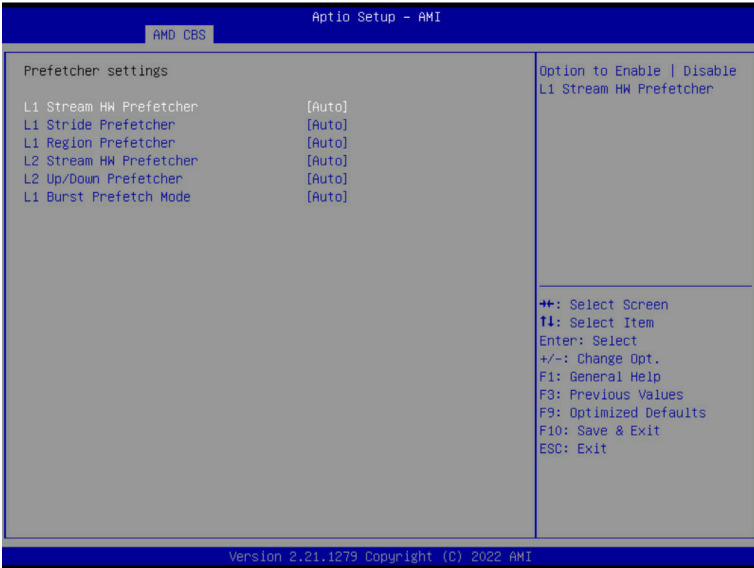 Aptio Setup – AMI
AMD CBS
Prefetcher settings
L1 Stream HW Prefetcher [Auto]
L1 Stride Prefetcher [Auto]
L1 Region Prefetcher [Auto]
L2 Stream HW Prefetcher [Auto]
L2 Up/Down Prefetcher [Auto]
L1 Burst Prefetch Mode [Auto]
Option to Enable | Disable
L1 Stream HW Prefetcher
→←: Select Screen
↑↓: Select Item
Enter: Select
+/-: Change Opt.
F1: General Help
F3: Previous Values
F9: Optimized Defaults
F10: Save & Exit
ESC: Exit
Version 2.21.1279 Copyright (C) 2022 AMI